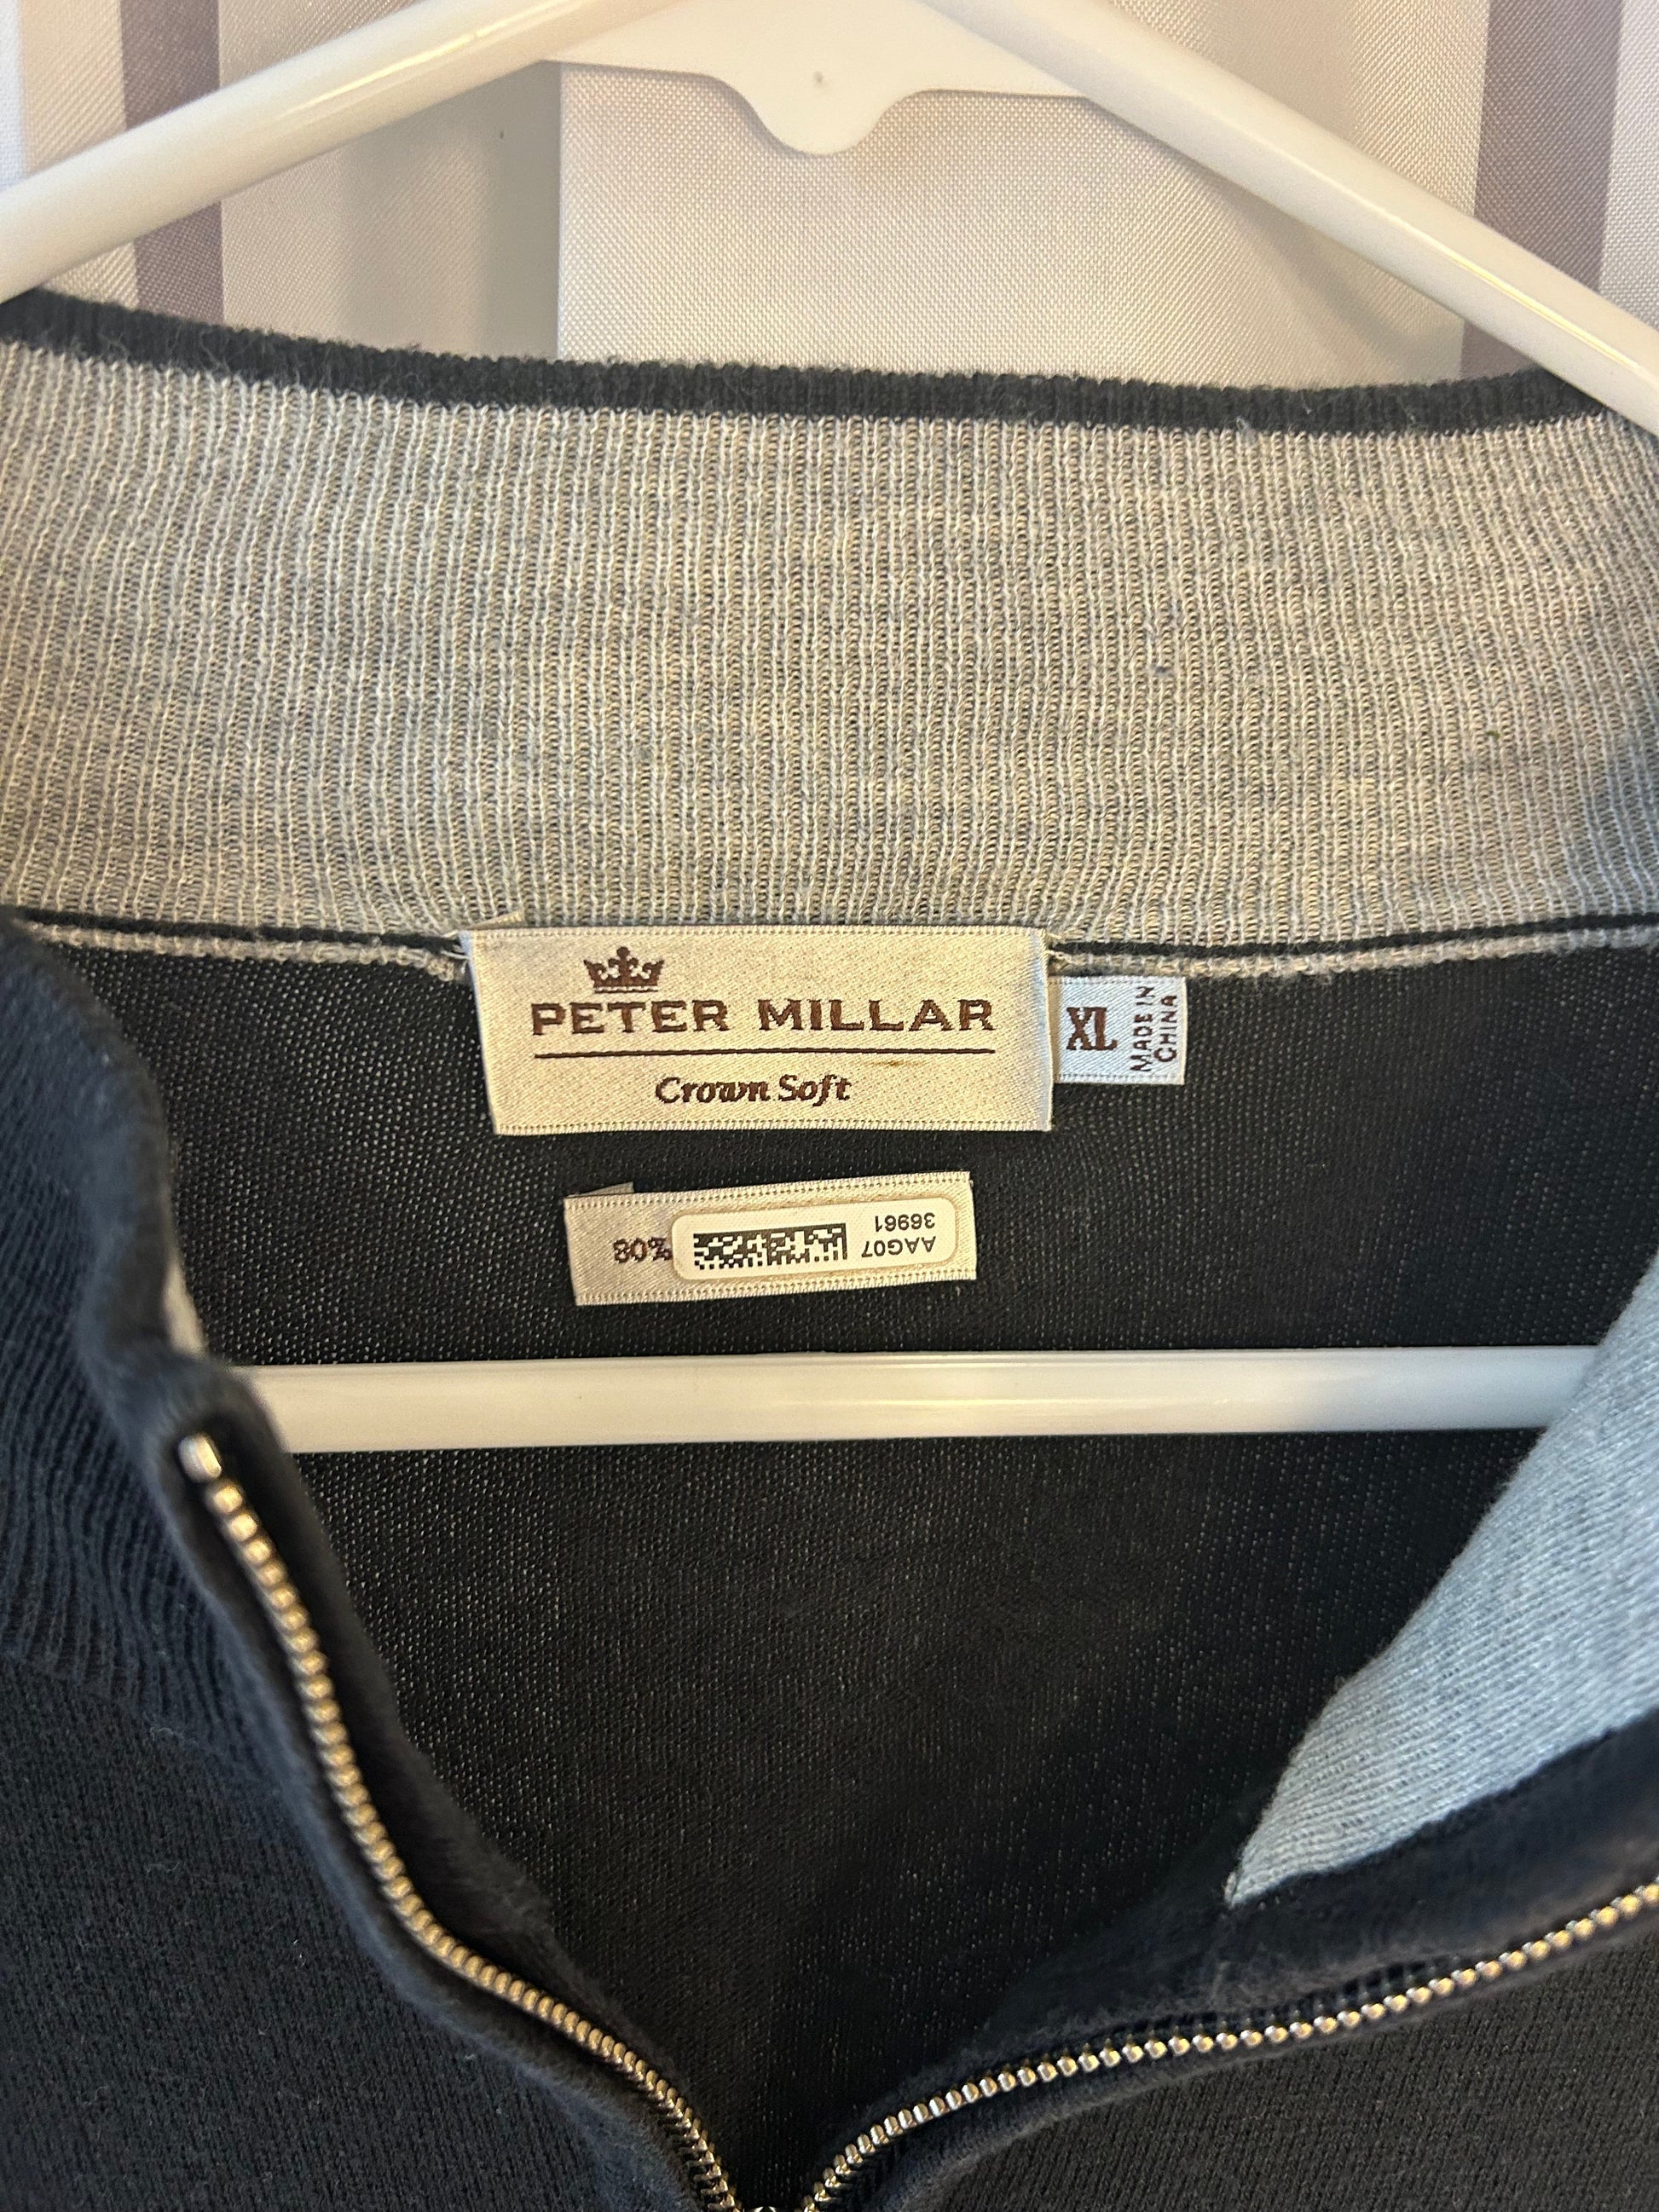 PETER MILLAR
Crown Soft
XL
MADE IN
CHINA
80%
AAG07
36961